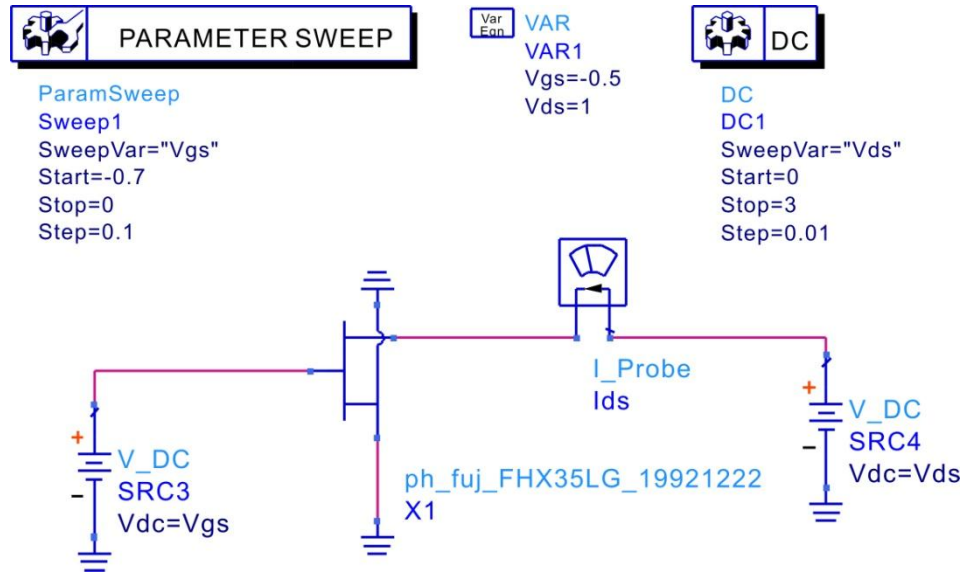 PARAMETER SWEEP
ParamSweep
Sweep1
SweepVar="Vgs"
Start=-0.7
Stop=0
Step=0.1
Var
Eqn
VAR
VAR1
Vgs=-0.5
Vds=1
DC
DC
DC1
SweepVar="Vds"
Start=0
Stop=3
Step=0.01
I_Probe
Ids
+
-
V_DC
SRC3
Vdc=Vgs
ph_fuj_FHX35LG_19921222
X1
+
-
V_DC
SRC4
Vdc=Vds